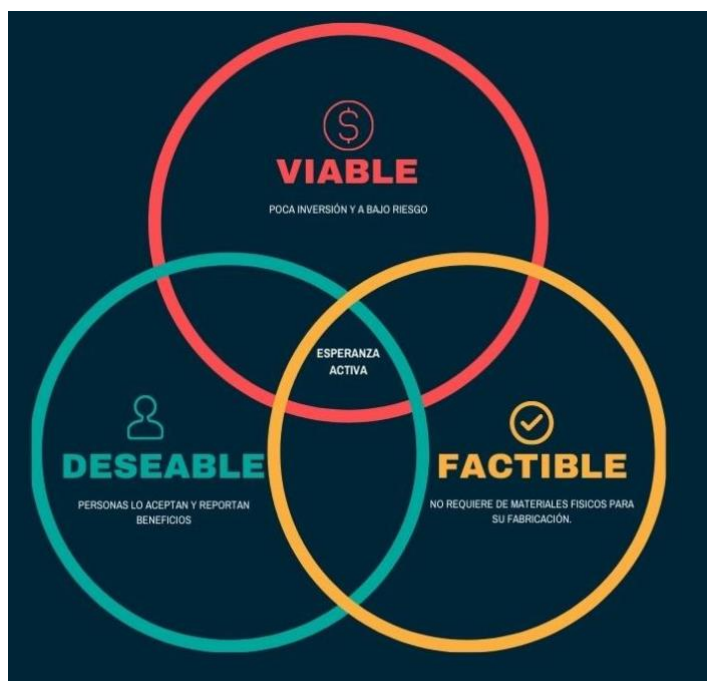 $
VIABLE
POCA INVERSIÓN Y A BAJO RIESGO
ESPERANZA
ACTIVA
DESEABLE
PERSONAS LO ACEPTAN Y REPORTAN
BENEFICIOS
FACTIBLE
NO REQUIERE DE MATERIALES FISICOS PARA
SU FABRICACIÓN.